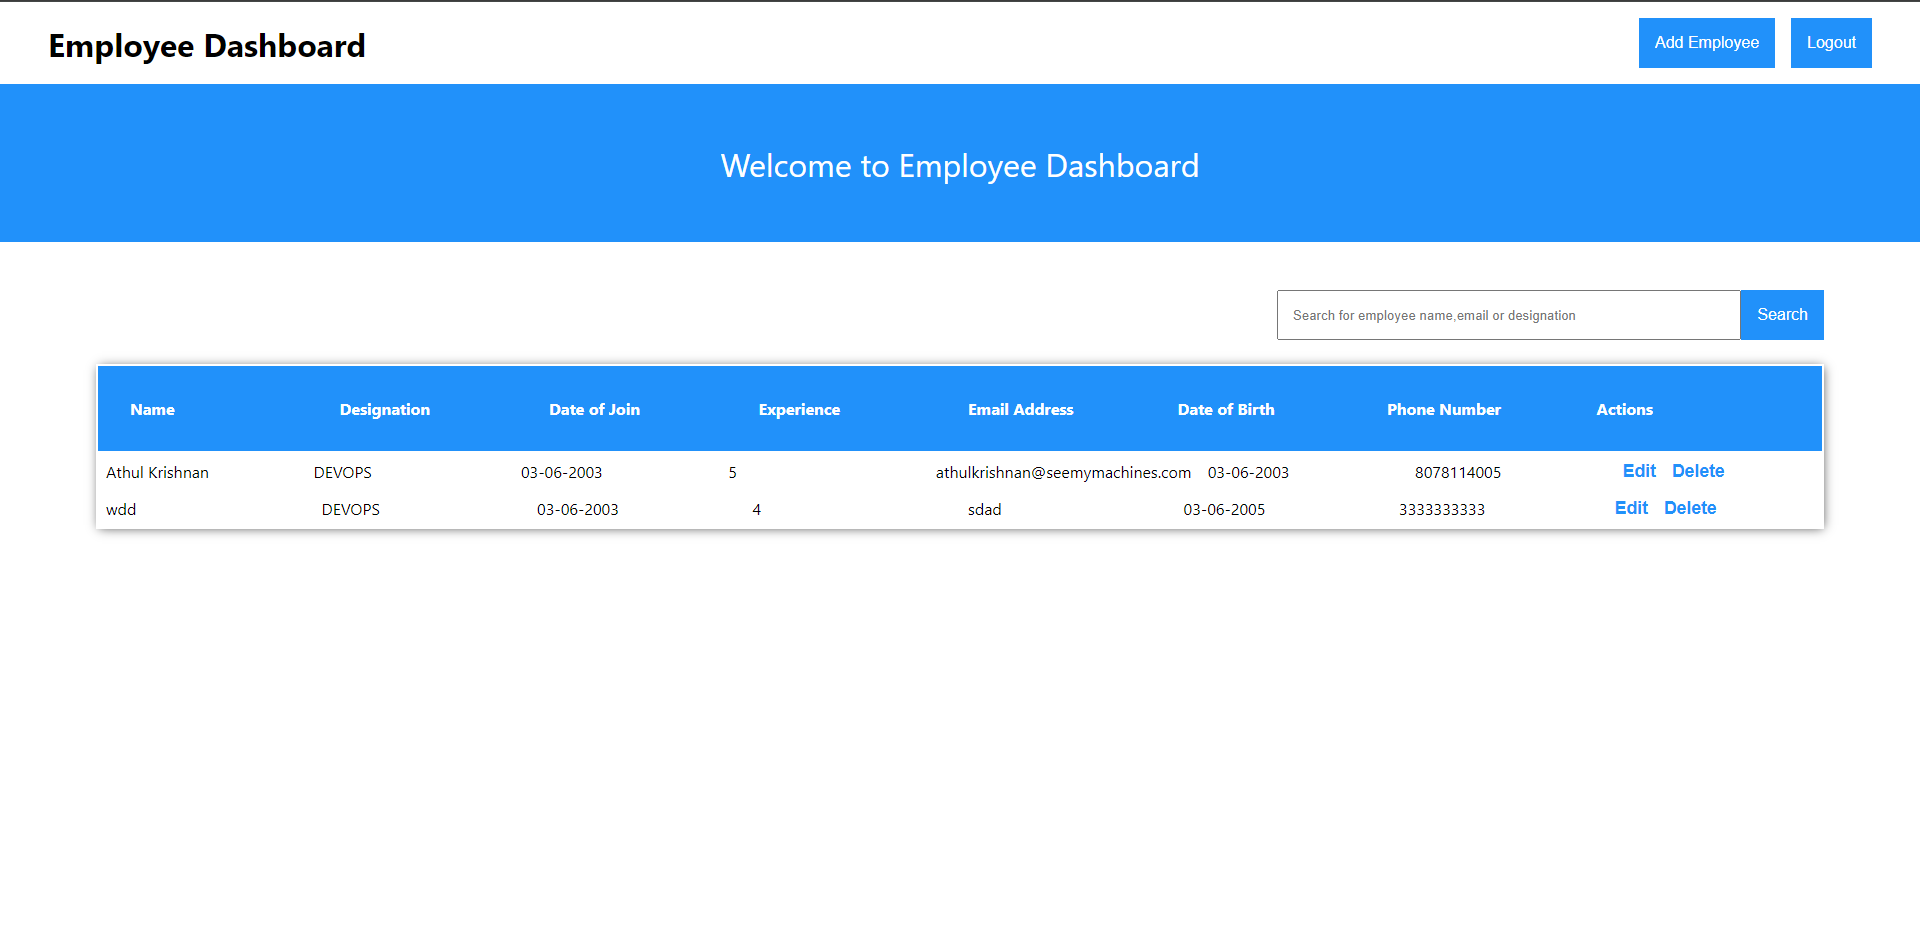 Employee Dashboard Add Employee Logout
Welcome to Employee Dashboard
Search for employee name,email or designation Search
Name Designation Date of Join Experience Email Address Date of Birth Phone Number Actions
Athul Krishnan DEVOPS 03-06-2003 5 athulkrishnan@seemymachines.com 03-06-2003 8078114005 Edit Delete
wdd DEVOPS 03-06-2003 4 sdad 03-06-2005 3333333333 Edit Delete